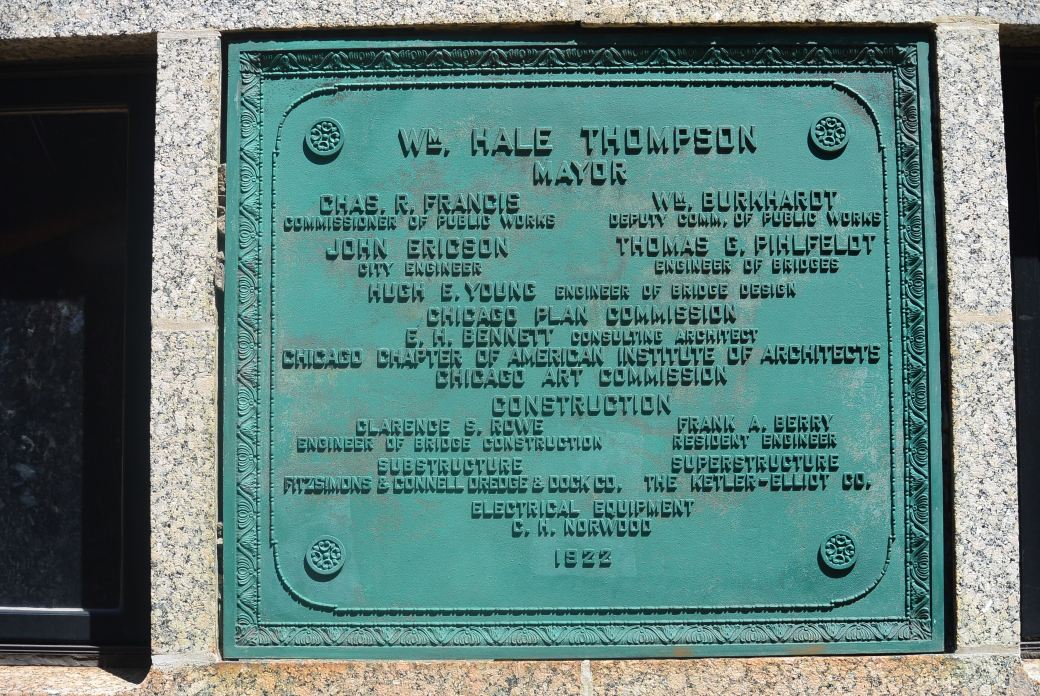 WM. HALE THOMPSON
MAYOR
CHAS. R. FRANCIS
COMMISSIONER OF PUBLIC WORKS
WM. BURKHARDT
DEPUTY COMM. OF PUBLIC WORKS
JOHN ERICSON
CITY ENGINEER
THOMAS G. PIHLFELDT
ENGINEER OF BRIDGES
HUGH E. YOUNG ENGINEER OF BRIDGE DESIGN
CHICAGO PLAN COMMISSION
E. H. BENNETT CONSULTING ARCHITECT
CHICAGO CHAPTER OF AMERICAN INSTITUTE OF ARCHITECTS
CHICAGO ART COMMISSION
CONSTRUCTION
CLARENCE S. ROWE
ENGINEER OF BRIDGE CONSTRUCTION
FRANK A. BERRY
RESIDENT ENGINEER
SUBSTRUCTURE
FITZSIMONS & CONNELL DREDGE & DOCK CO.
SUPERSTRUCTURE
THE KETLER-ELLIOT CO.
ELECTRICAL EQUIPMENT
C. H. NORWOOD
1922